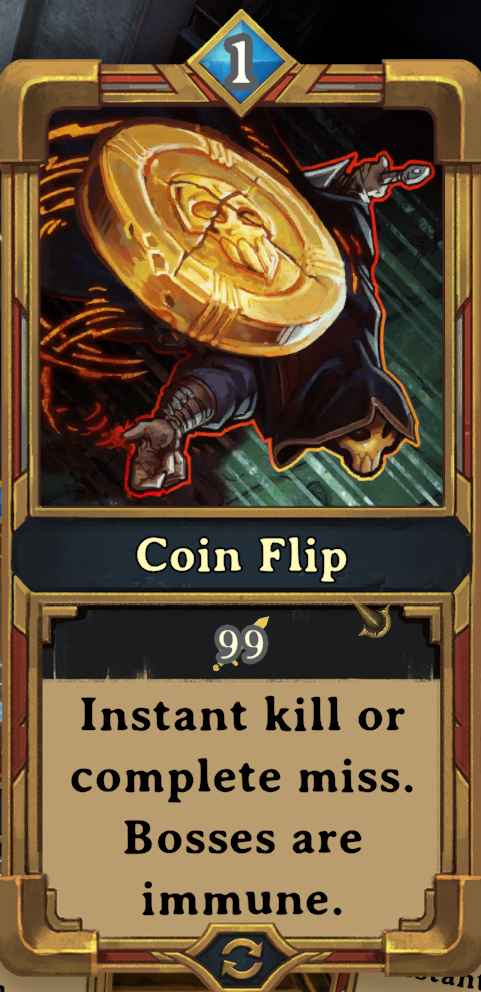 1
Coin Flip
99
Instant kill or
complete miss.
Bosses are
immune.